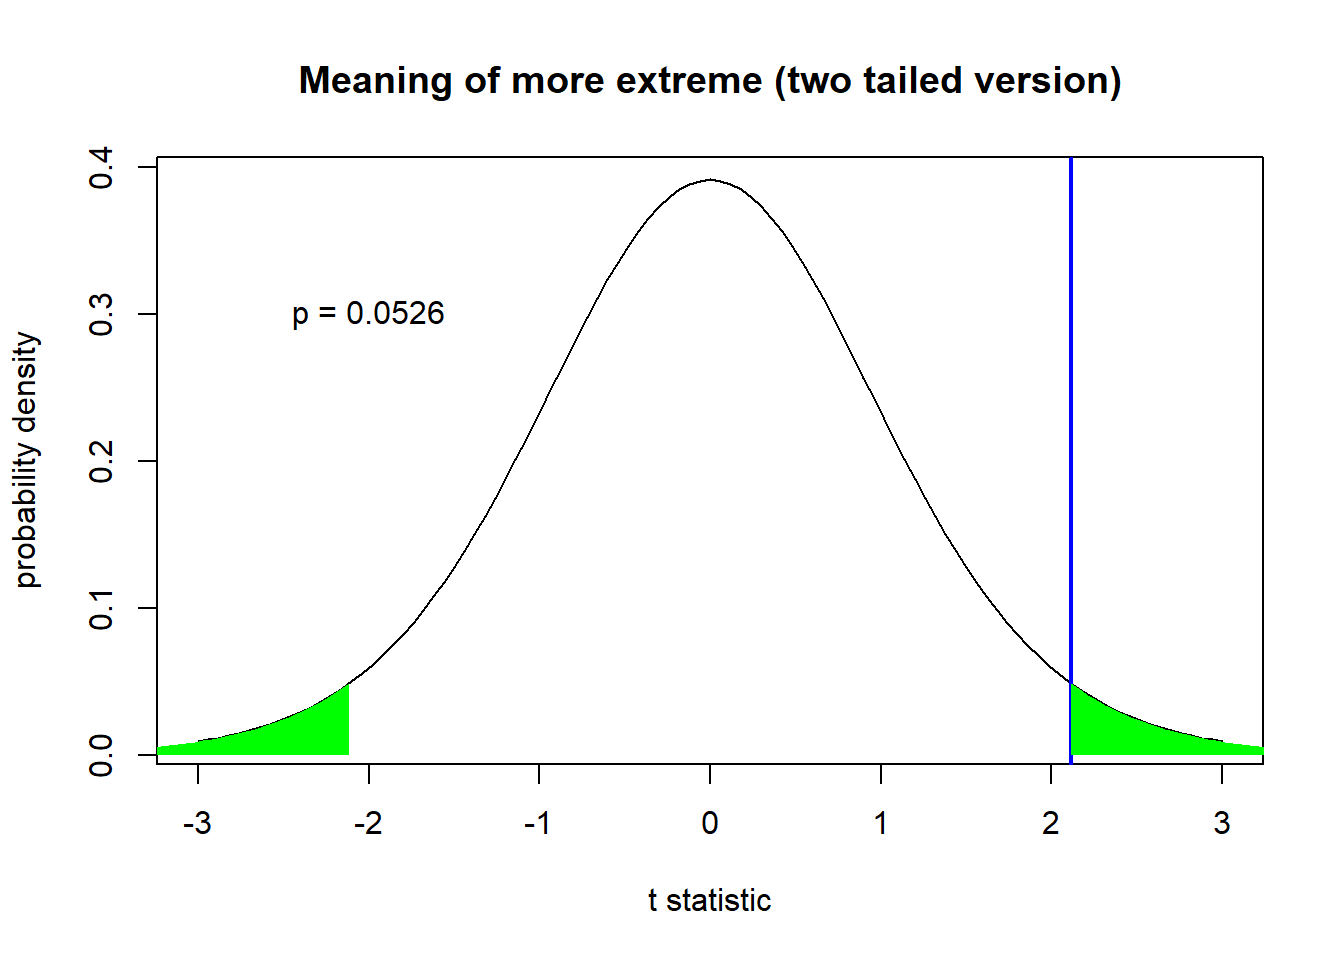 Meaning of more extreme (two tailed version)
0.4
0.3
0.2
0.1
0.0
probability density
p = 0.0526
-3 -2 -1 0 1 2 3
t statistic